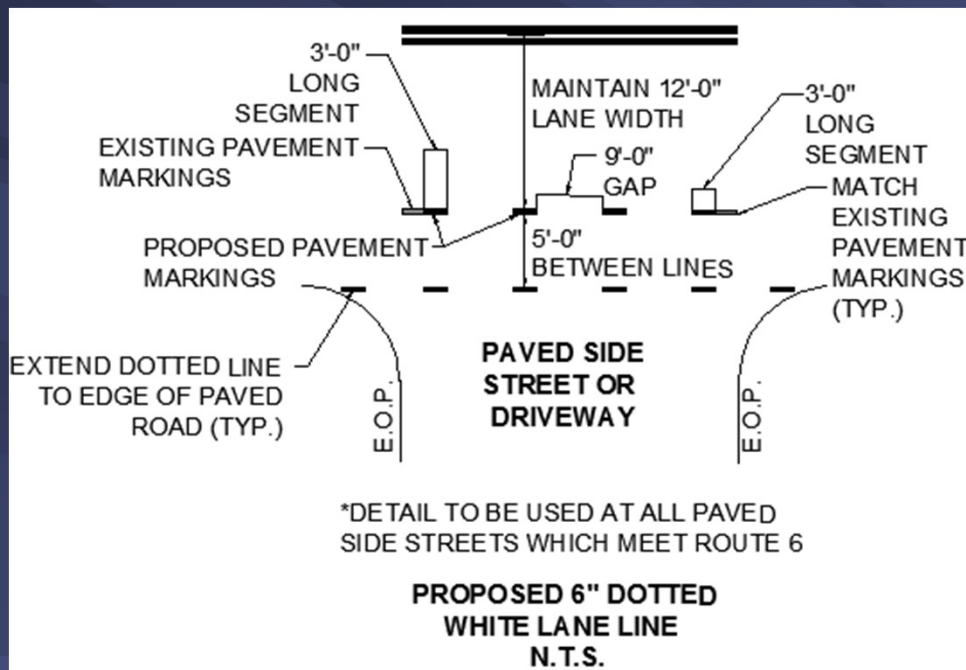 3'-0"
LONG
SEGMENT
EXISTING PAVEMENT
MARKINGS
MAINTAIN 12'-0"
LANE WIDTH
9'-0"
GAP
3'-0"
LONG
SEGMENT
MATCH
EXISTING
PAVEMENT
MARKINGS
(TYP.)
PROPOSED PAVEMENT
MARKINGS
5'-0"
BETWEEN LINES
EXTEND DOTTED LINE
TO EDGE OF PAVED
ROAD (TYP.)
E.O.P.
PAVED SIDE
STREET OR
DRIVEWAY
E.O.P.
*DETAIL TO BE USED AT ALL PAVED
SIDE STREETS WHICH MEET ROUTE 6
PROPOSED 6" DOTTED
WHITE LANE LINE
N.T.S.